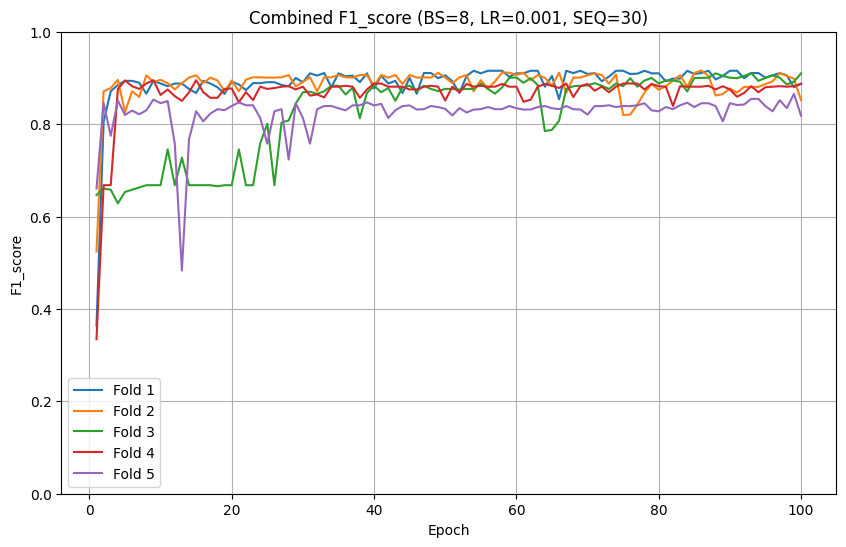 Combined F1_score (BS=8, LR=0.001, SEQ=30)
1.0
0.8
0.6
0.4
0.2
0.0
F1_score
Fold 1
Fold 2
Fold 3
Fold 4
Fold 5
0 20 40 60 80 100
Epoch